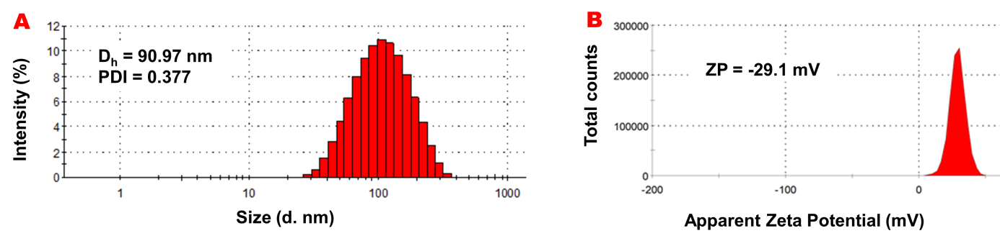 A
12
10
8
6
4
2
0
Intensity (%)
Dh = 90.97 nm
PDI = 0.377
1
10
100
1000
Size (d. nm)
B
300000
200000
100000
0
Total counts
ZP = -29.1 mV
-200
-100
0
Apparent Zeta Potential (mV)